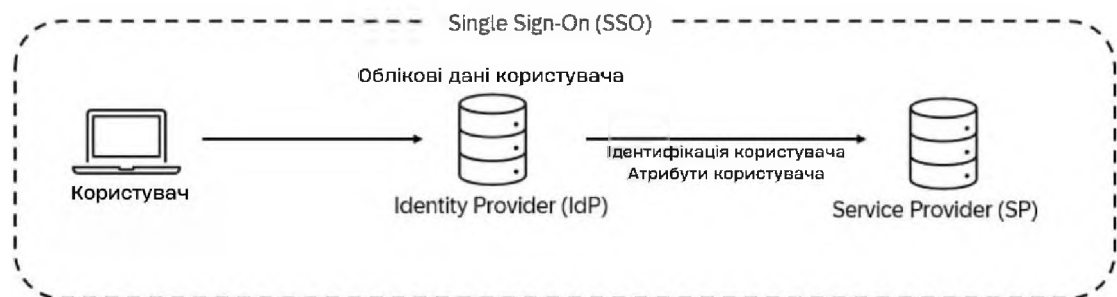 Single Sign-On (SSO)
Облікові дані користувача
Ідентифікація користувача
Атрибути користувача
Користувач
Identity Provider (IdP)
Service Provider (SP)